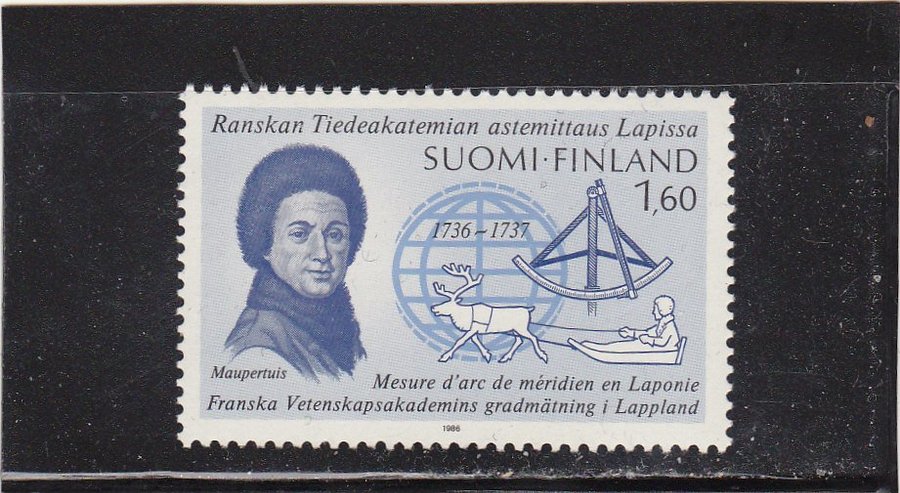 Ranskan Tiedeakatemian astemittaus Lapissa
SUOMI·FINLAND
1,60
1736~1737
Maupertuis
Mesure d'arc de méridien en Laponie
Franska Vetenskapsakademins gradmätning i Lappland
1986